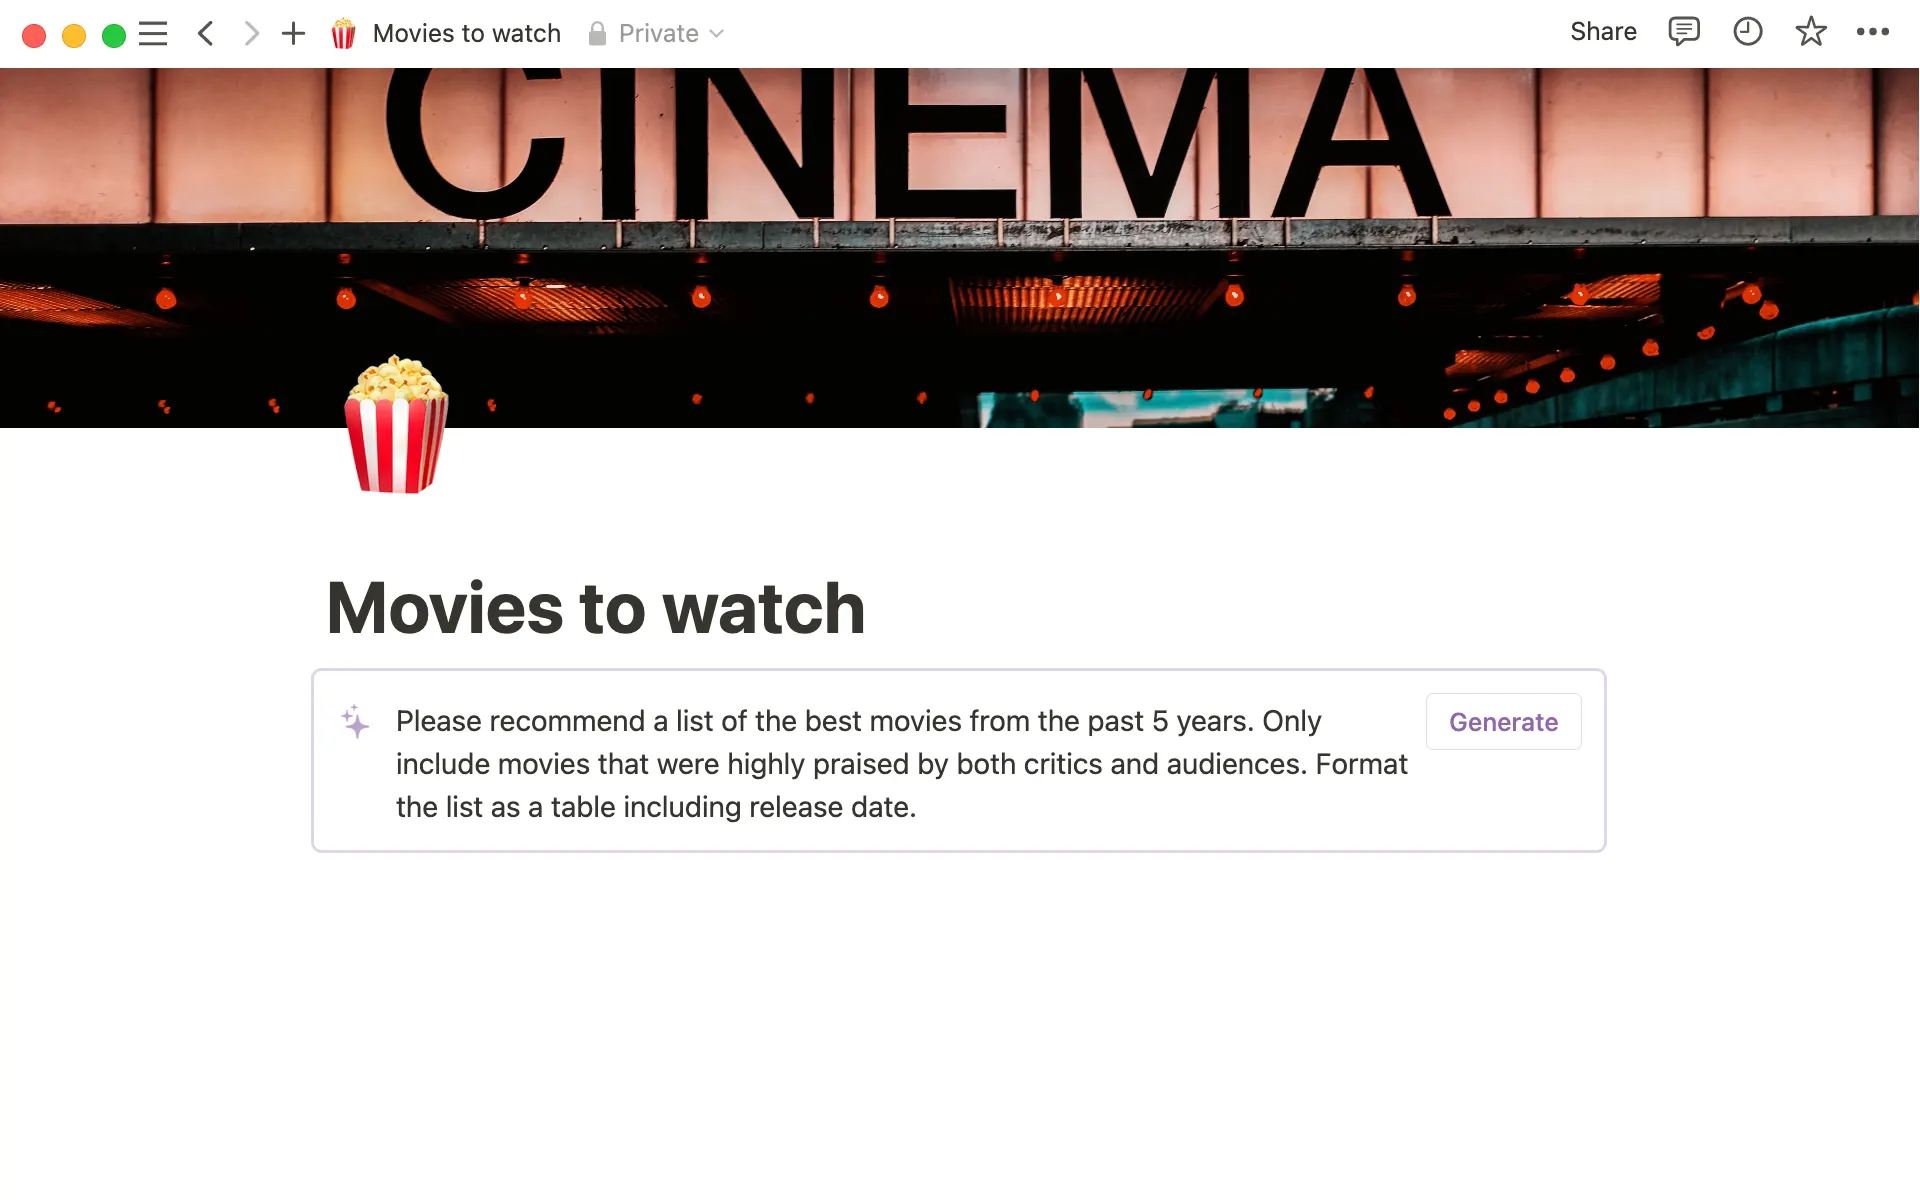 Movies to watch Private Share
CINEMA
Movies to watch
Please recommend a list of the best movies from the past 5 years. Only
include movies that were highly praised by both critics and audiences. Format
the list as a table including release date.
Generate